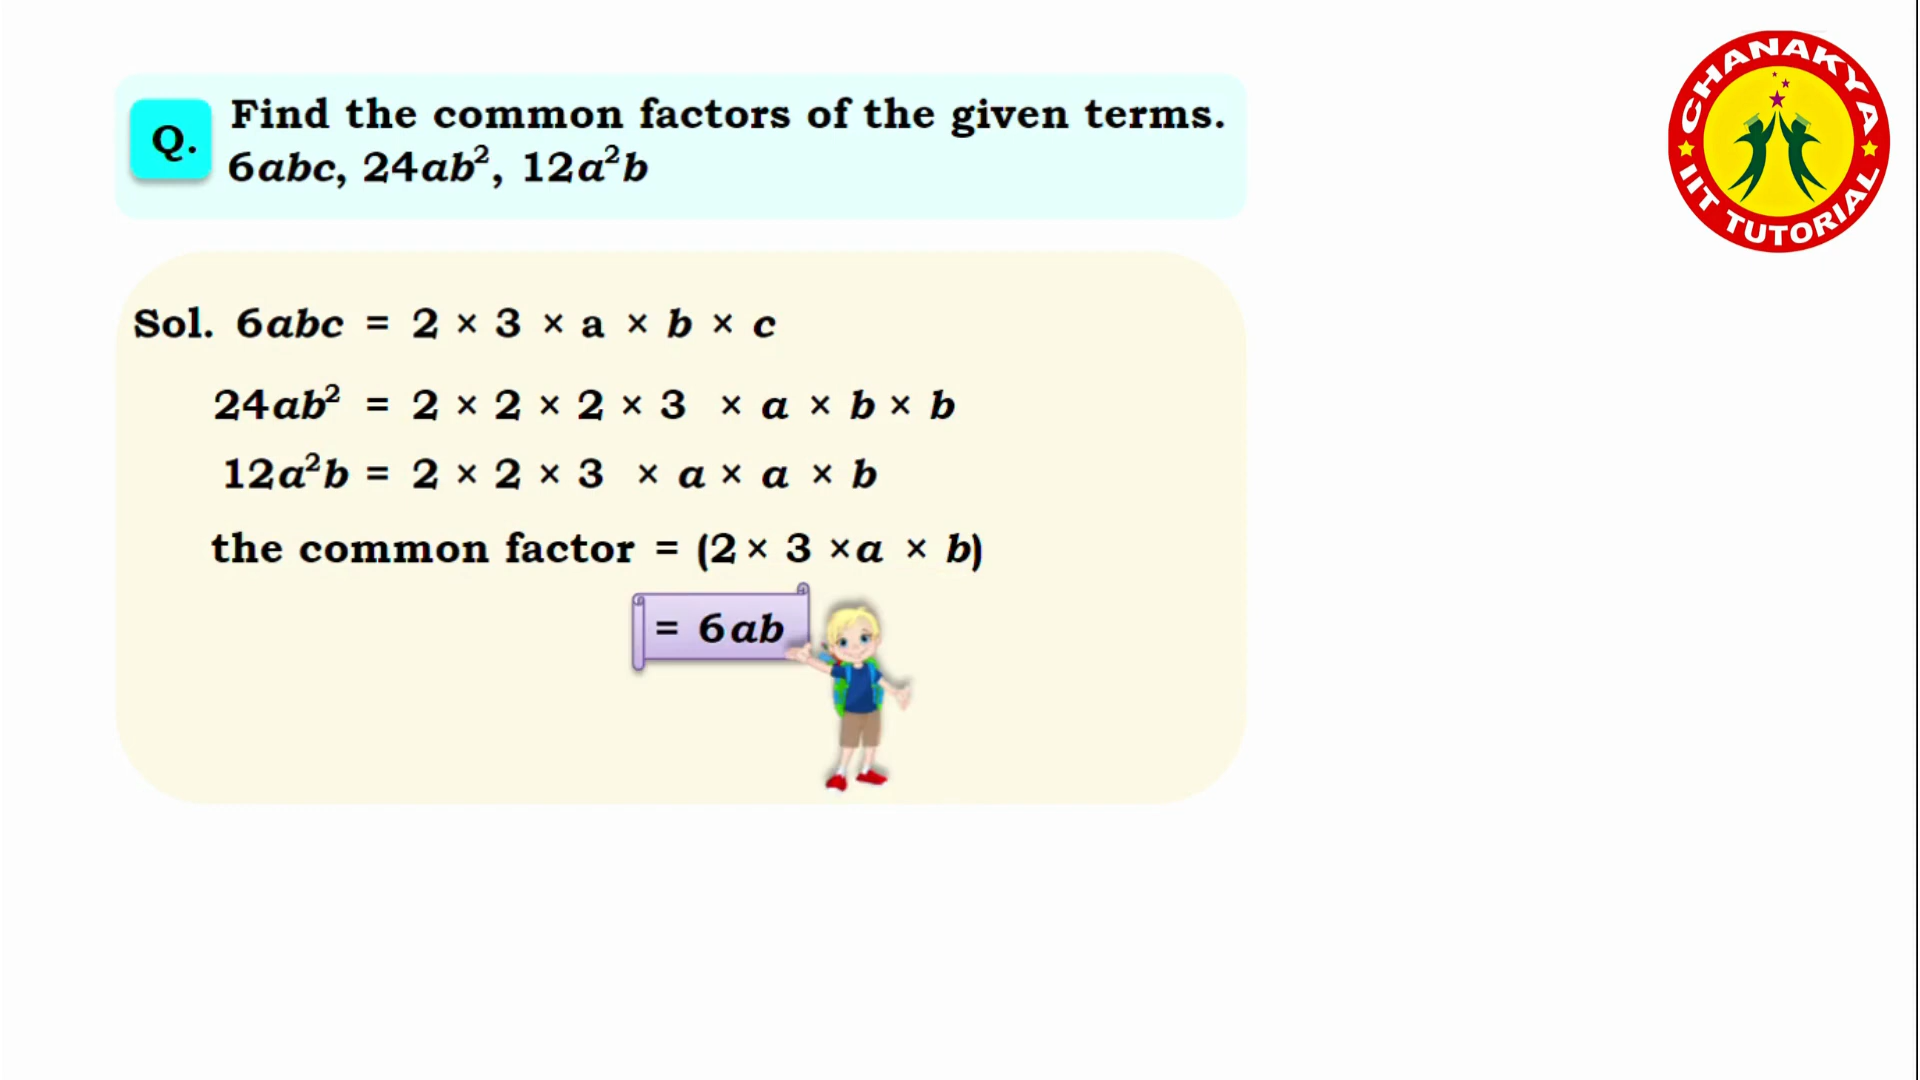 Q. Find the common factors of the given terms.
6abc, 24ab², 12a²b
CHANAKYA
IIT TUTORIAL
Sol. 6abc = 2 × 3 × a × b × c
24ab² = 2 × 2 × 2 × 3 × a × b × b
12a²b = 2 × 2 × 3 × a × a × b
the common factor = (2 × 3 × a × b)
= 6ab